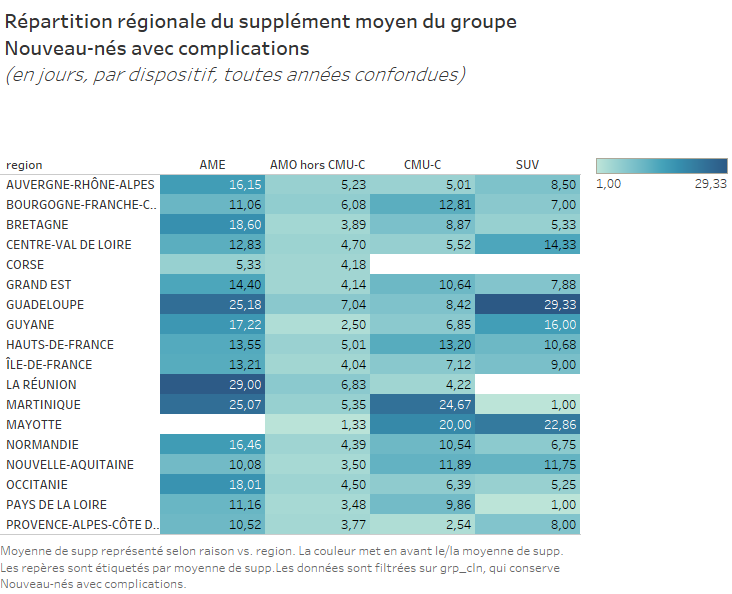 Répartition régionale du supplément moyen du groupe
Nouveau-nés avec complications
(en jours, par dispositif, toutes années confondues)
region AME AMO hors CMU-C CMU-C SUV
1,00 29,33
AUVERGNE-RHÔNE-ALPES 16,15 5,23 5,01 8,50
BOURGOGNE-FRANCHE-C.. 11,06 6,08 12,81 7,00
BRETAGNE 18,60 3,89 8,87 5,33
CENTRE-VAL DE LOIRE 12,83 4,70 5,52 14,33
CORSE 5,33 4,18
GRAND EST 14,40 4,14 10,64 7,88
GUADELOUPE 25,18 7,04 8,42 29,33
GUYANE 17,22 2,50 6,85 16,00
HAUTS-DE-FRANCE 13,55 5,01 13,20 10,68
ÎLE-DE-FRANCE 13,21 4,04 7,12 9,00
LA RÉUNION 29,00 6,83 4,22
MARTINIQUE 25,07 5,35 24,67 1,00
MAYOTTE 1,33 20,00 22,86
NORMANDIE 16,46 4,39 10,54 6,75
NOUVELLE-AQUITAINE 10,08 3,50 11,89 11,75
OCCITANIE 18,01 4,50 6,39 5,25
PAYS DE LA LOIRE 11,16 3,48 9,86 1,00
PROVENCE-ALPES-CÔTE D.. 10,52 3,77 2,54 8,00
Moyenne de supp représenté selon raison vs. region. La couleur met en avant le/la moyenne de supp.
Les repères sont étiquetés par moyenne de supp.Les données sont filtrées sur grp_cln, qui conserve
Nouveau-nés avec complications.